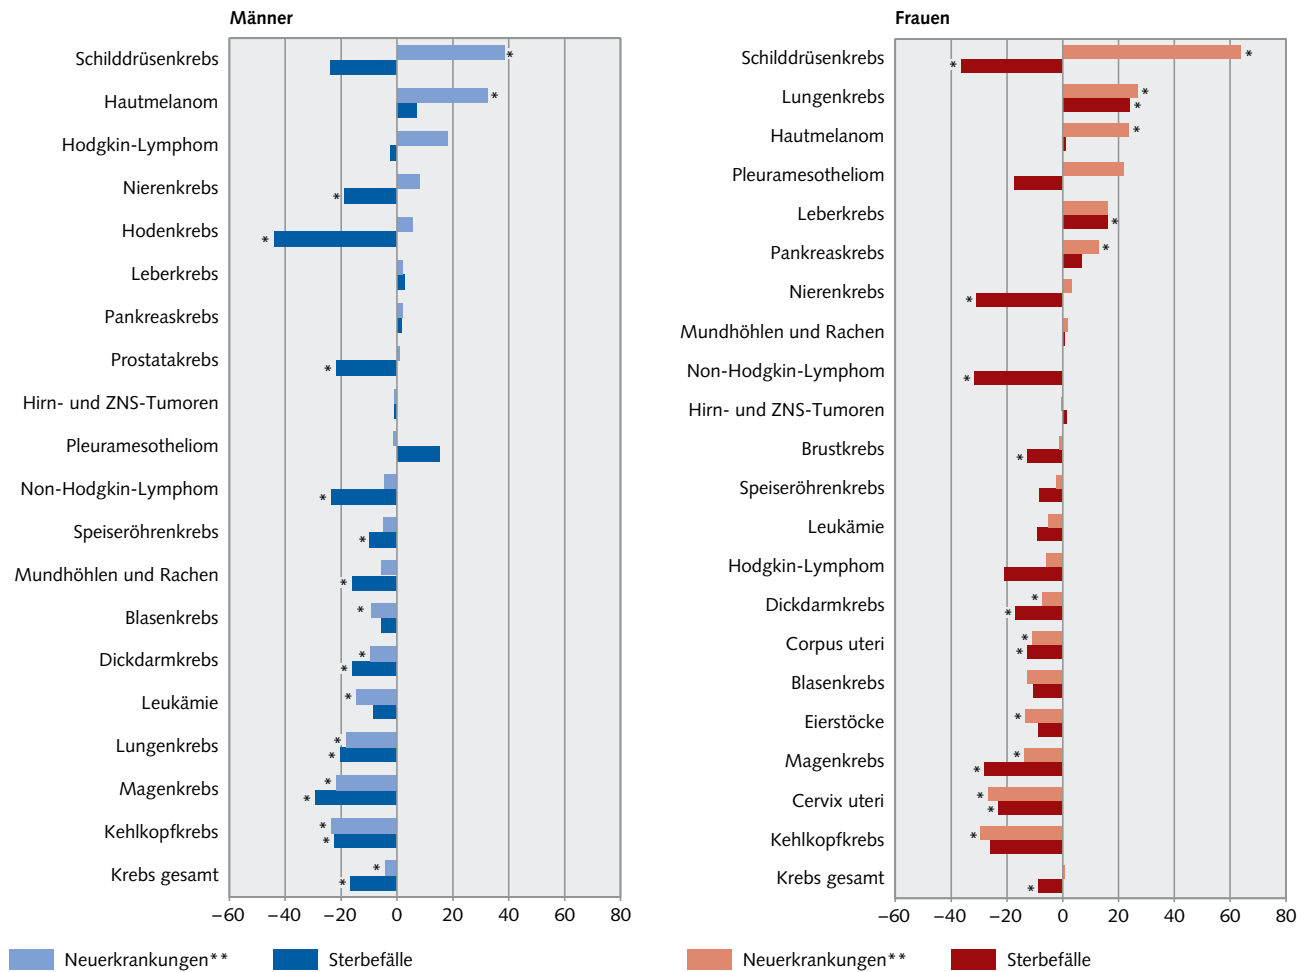 Männer
Schilddrüsenkrebs
*
Hautmelanom
*
Hodgkin-Lymphom
Nierenkrebs
*
Hodenkrebs
*
Leberkrebs
Pankreaskrebs
Prostatakrebs
*
Hirn- und ZNS-Tumoren
Pleuramesotheliom
Non-Hodgkin-Lymphom
*
Speiseröhrenkrebs
*
Mundhöhlen und Rachen
*
Blasenkrebs
*
Dickdarmkrebs
*
*
Leukämie
*
Lungenkrebs
*
*
Magenkrebs
*
*
Kehlkopfkrebs
*
*
Krebs gesamt
*
*
−60 −40 −20 0 20 40 60 80
Neuerkrankungen** Sterbefälle
Frauen
Schilddrüsenkrebs
*
*
Lungenkrebs
*
*
Hautmelanom
*
Pleuramesotheliom
Leberkrebs
*
Pankreaskrebs
*
Nierenkrebs
*
Mundhöhlen und Rachen
Non-Hodgkin-Lymphom
*
Hirn- und ZNS-Tumoren
Brustkrebs
*
Speiseröhrenkrebs
Leukämie
Hodgkin-Lymphom
Dickdarmkrebs
*
*
Corpus uteri
*
*
Blasenkrebs
Eierstöcke
*
Magenkrebs
*
*
Cervix uteri
*
*
Kehlkopfkrebs
*
Krebs gesamt
*
−60 −40 −20 0 20 40 60 80
Neuerkrankungen** Sterbefälle